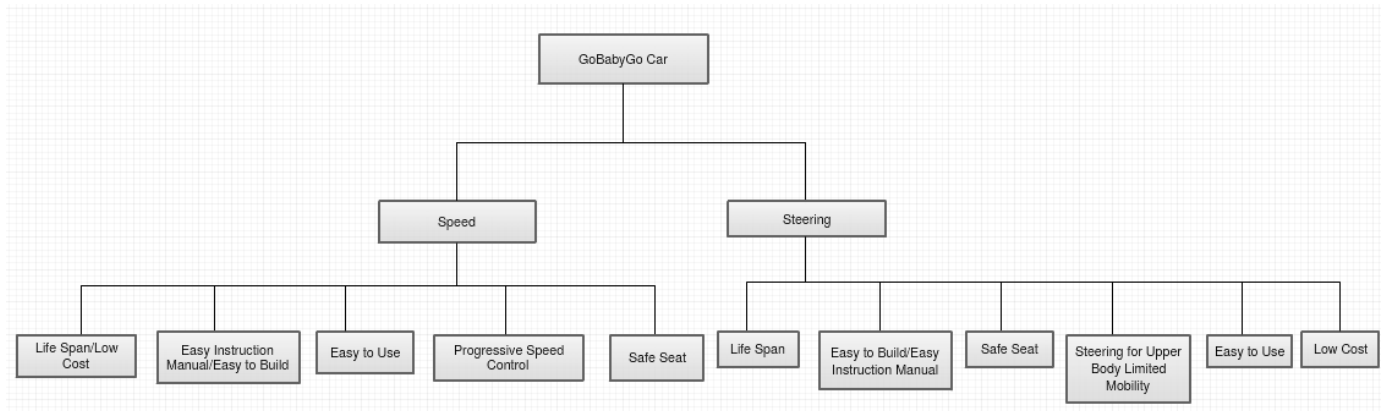 GoBabyGo Car
Speed
Steering
Life Span/Low
Cost
Easy Instruction
Manual/Easy to Build
Easy to Use
Progressive Speed
Control
Safe Seat
Life Span
Easy to Build/Easy
Instruction Manual
Safe Seat
Steering for Upper
Body Limited
Mobility
Easy to Use
Low Cost